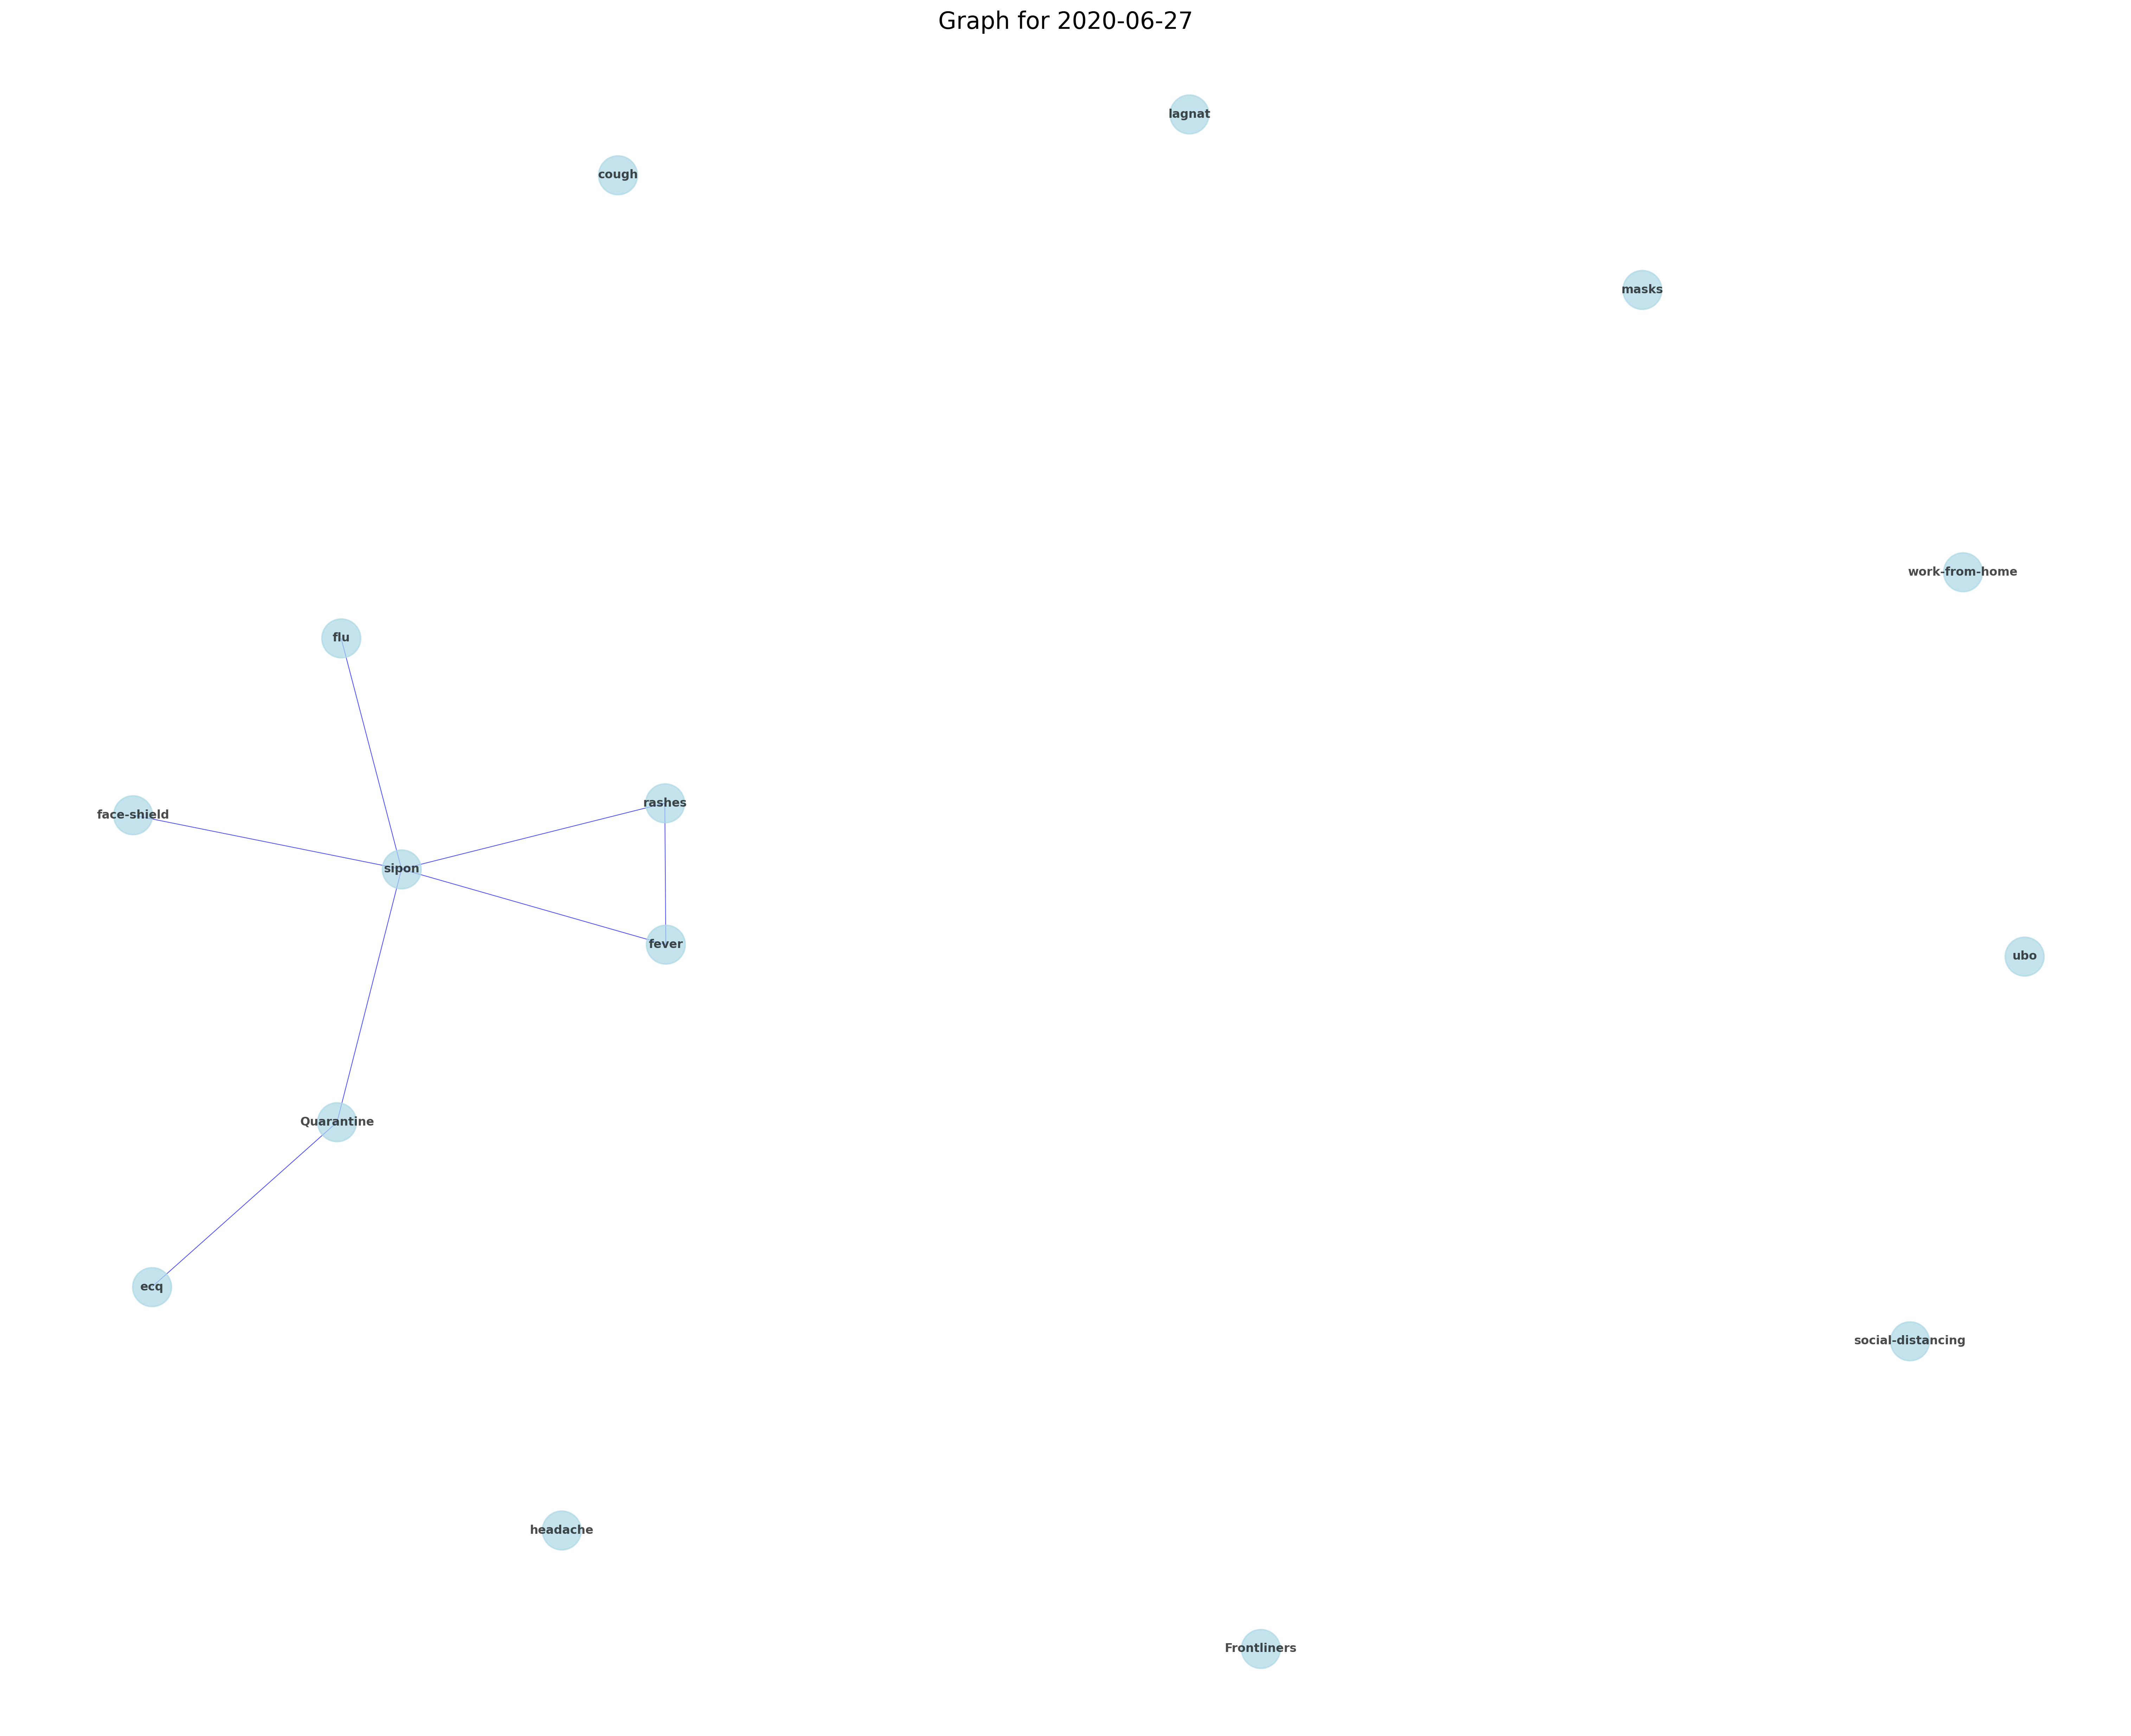 Graph for 2020-06-27
lagnat
cough
masks
work-from-home
flu
rashes
face-shield
sipon
fever
ubo
Quarantine
ecq
social-distancing
headache
Frontliners